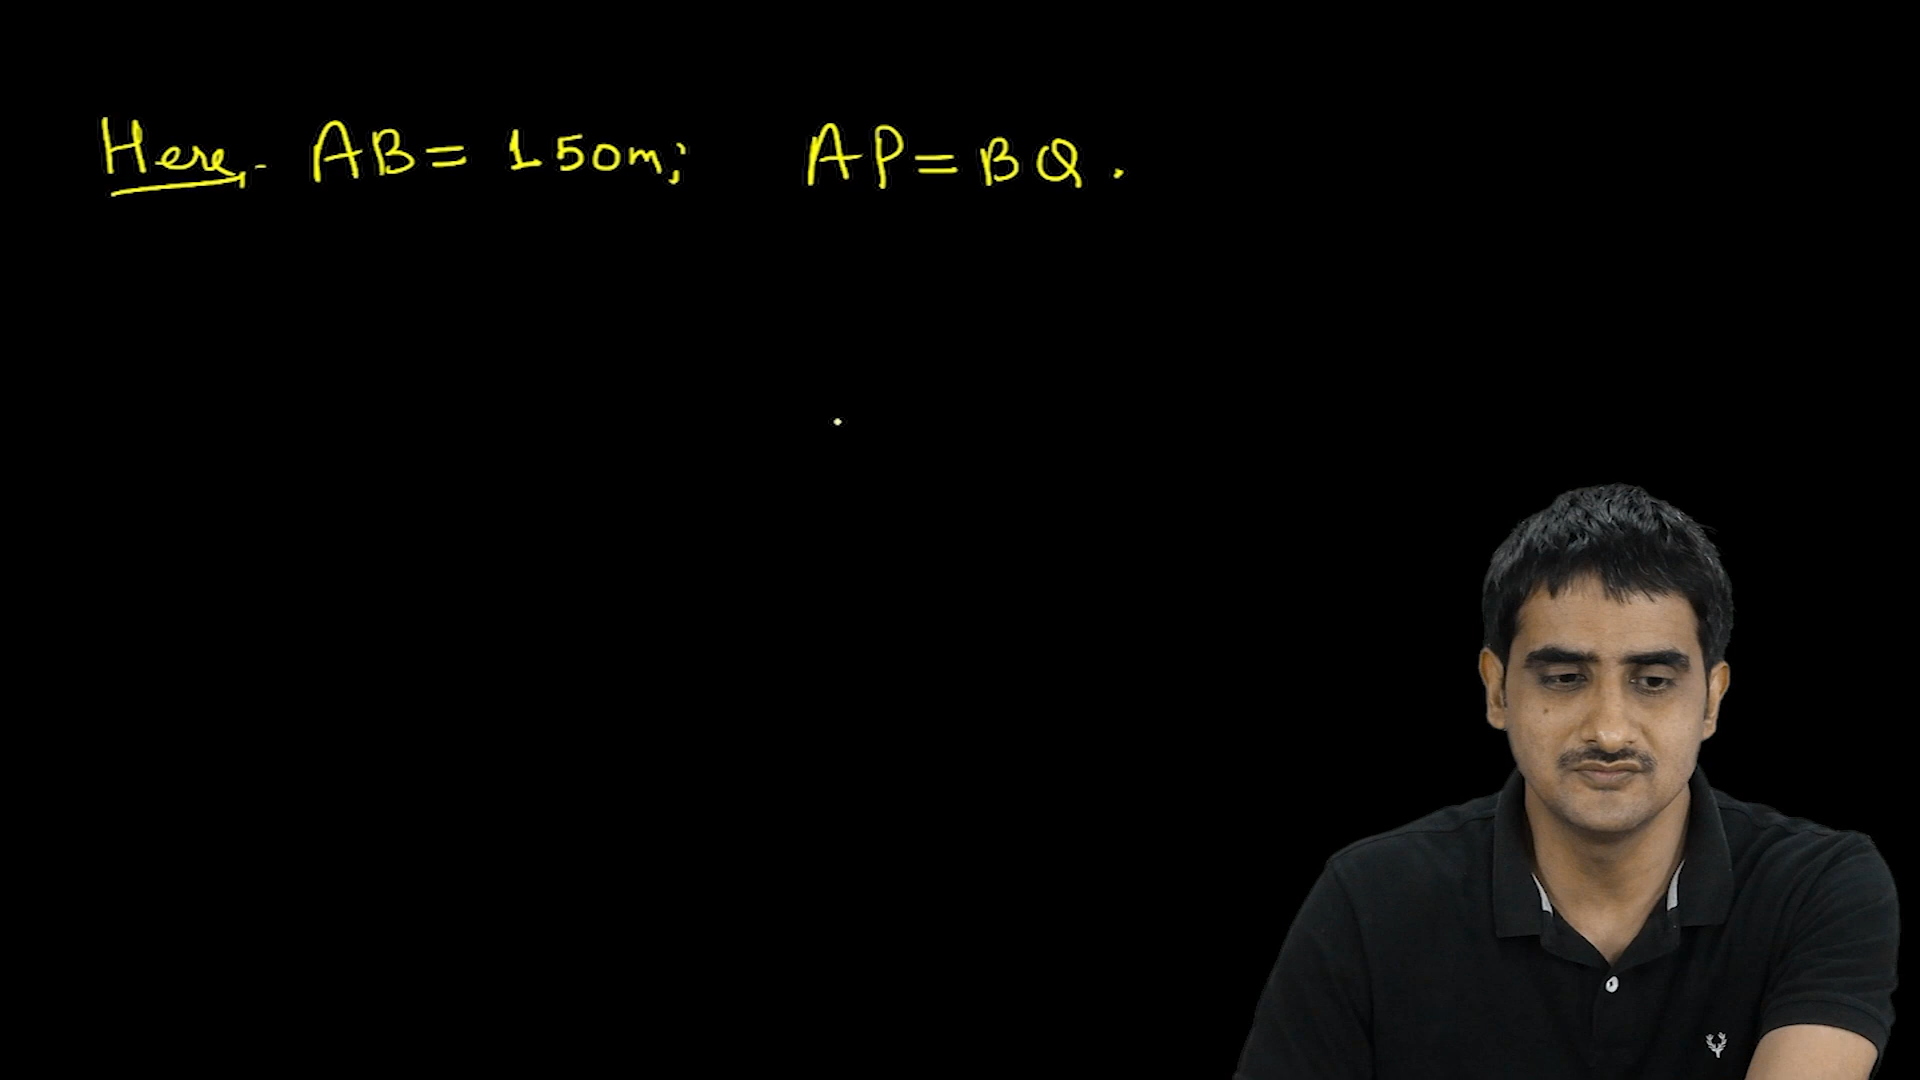 Here,- AB = 150m; AP = BQ.